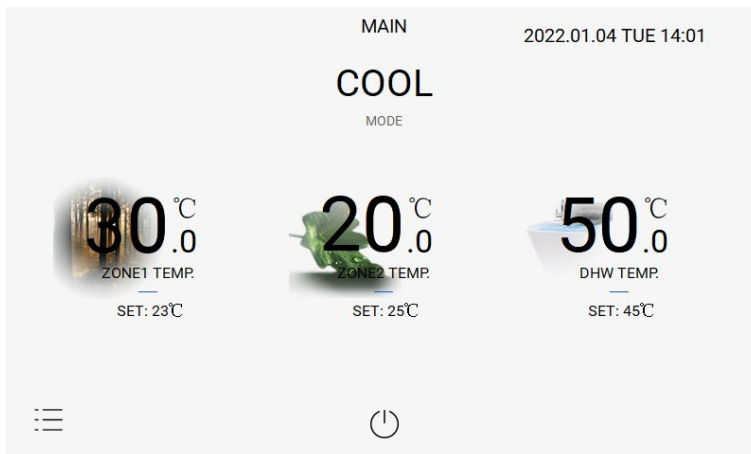 MAIN
2022.01.04 TUE 14:01
COOL
MODE
30.0℃
20.0℃
50.0℃
ZONE1 TEMP.
ZONE2 TEMP.
DHW TEMP.
SET: 23℃
SET: 25℃
SET: 45℃